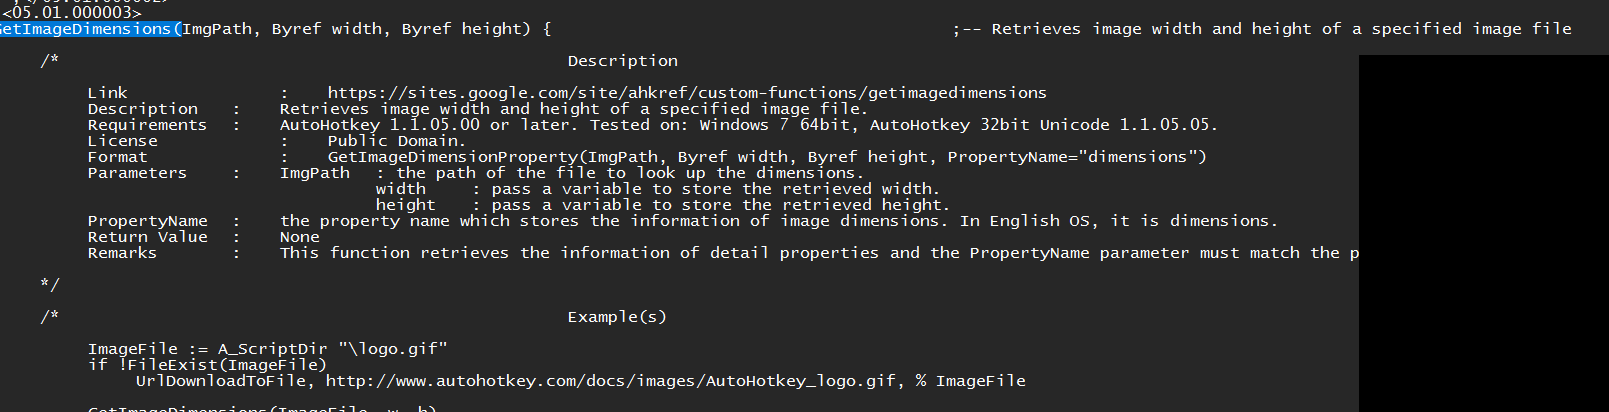 <05.01.000003>
GetImageDimensions(ImgPath, Byref width, Byref height) { ;-- Retrieves image width and height of a specified image file
/* Description
Link : https://sites.google.com/site/ahkref/custom-functions/getimagedimensions
Description : Retrieves image width and height of a specified image file.
Requirements : AutoHotkey 1.1.05.00 or later. Tested on: Windows 7 64bit, AutoHotkey 32bit Unicode 1.1.05.05.
License : Public Domain.
Format : GetImageDimensionProperty(ImgPath, Byref width, Byref height, PropertyName="dimensions")
Parameters : ImgPath : the path of the file to look up the dimensions.
width : pass a variable to store the retrieved width.
height : pass a variable to store the retrieved height.
PropertyName : the property name which stores the information of image dimensions. In English OS, it is dimensions.
Return Value : None
Remarks : This function retrieves the information of detail properties and the PropertyName parameter must match the p
*/
/* Example(s)
ImageFile := A_ScriptDir "\logo.gif"
if !FileExist(ImageFile)
UrlDownloadToFile, http://www.autohotkey.com/docs/images/AutoHotkey_logo.gif, % ImageFile
GetImageDimensions(ImageFile, w, h)